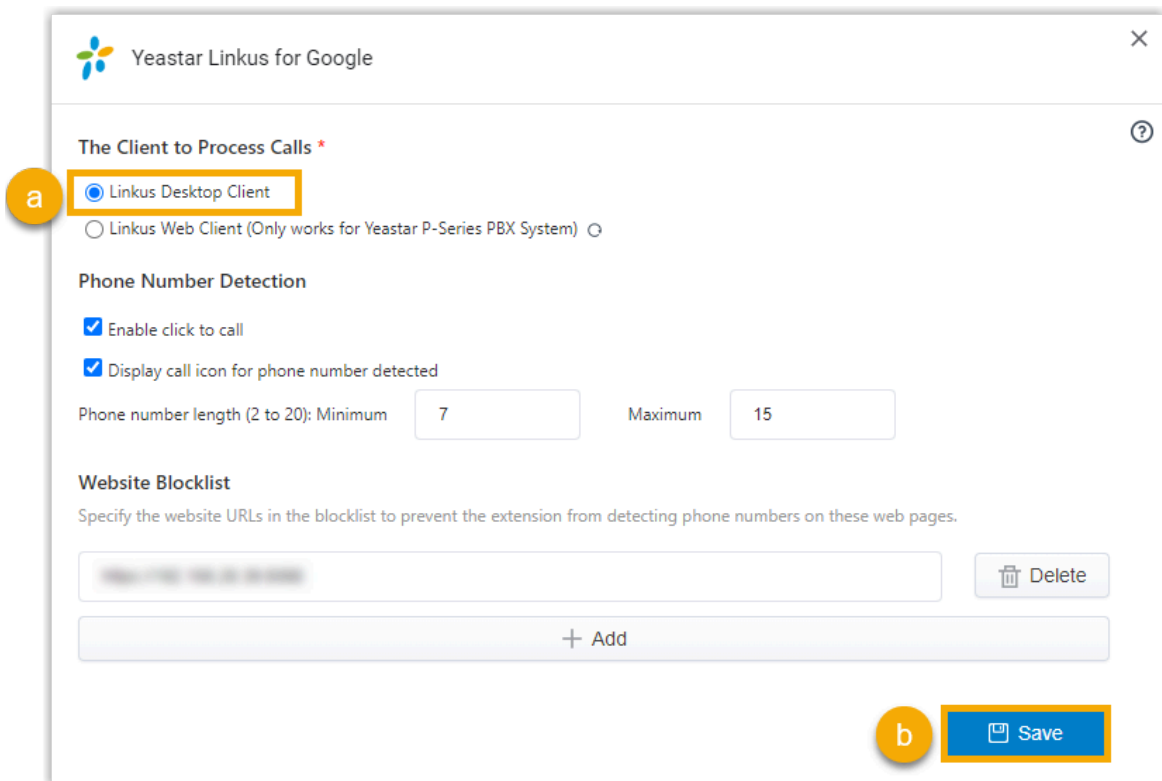 Yeastar Linkus for Google
The Client to Process Calls *
a
Linkus Desktop Client
Linkus Web Client (Only works for Yeastar P-Series PBX System)
Phone Number Detection
Enable click to call
Display call icon for phone number detected
Phone number length (2 to 20): Minimum 7 Maximum 15
Website Blocklist
Specify the website URLs in the blocklist to prevent the extension from detecting phone numbers on these web pages.
Delete
+ Add
b
Save